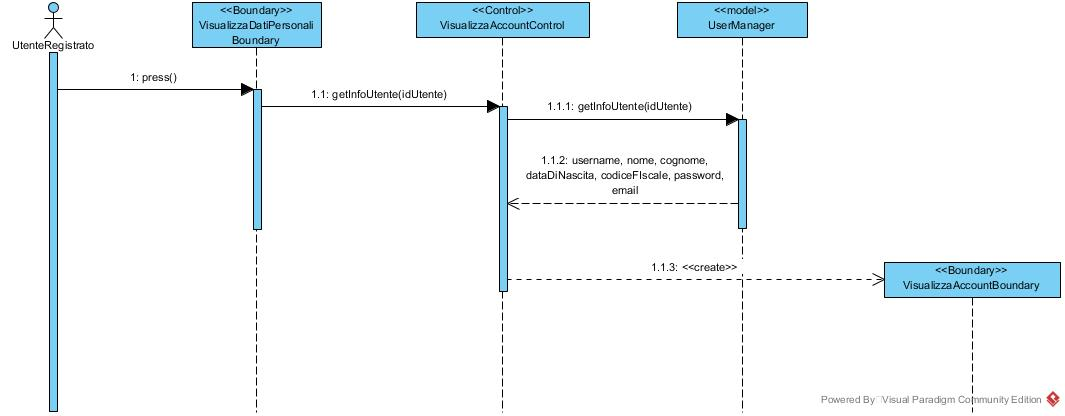 <<Boundary>>
VisualizzaDatiPersonali
Boundary
<<Control>>
VisualizzaAccountControl
<<model>>
UserManager
UtenteRegistrato
1: press()
1.1: getInfoUtente(idUtente)
1.1.1: getInfoUtente(idUtente)
1.1.2: username, nome, cognome,
dataDiNascita, codiceFIscale, password,
email
1.1.3: <<create>>
<<Boundary>>
VisualizzaAccountBoundary
Powered By Visual Paradigm Community Edition